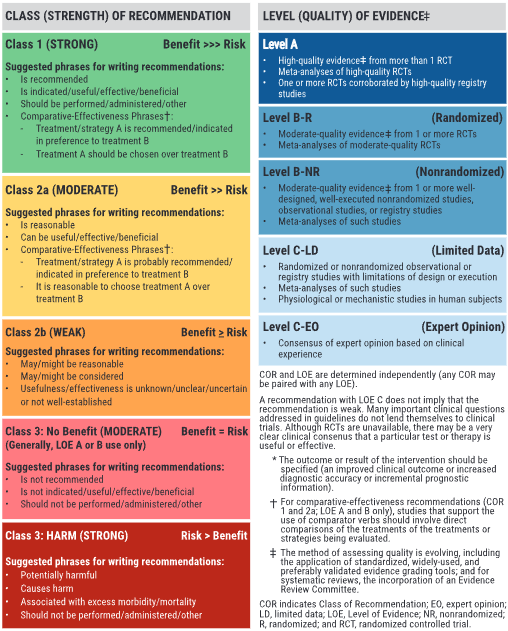 CLASS (STRENGTH) OF RECOMMENDATION
Class 1 (STRONG) Benefit >>> Risk
Suggested phrases for writing recommendations:
• Is recommended
• Is indicated/useful/effective/beneficial
• Should be performed/administered/other
• Comparative-Effectiveness Phrases†:
- Treatment/strategy A is recommended/indicated
in preference to treatment B
- Treatment A should be chosen over treatment B
Class 2a (MODERATE) Benefit >> Risk
Suggested phrases for writing recommendations:
• Is reasonable
• Can be useful/effective/beneficial
• Comparative-Effectiveness Phrases†:
- Treatment/strategy A is probably recommended/
indicated in preference to treatment B
- It is reasonable to choose treatment A over
treatment B
Class 2b (WEAK) Benefit ≥ Risk
Suggested phrases for writing recommendations:
• May/might be reasonable
• May/might be considered
• Usefulness/effectiveness is unknown/unclear/uncertain
or not well-established
Class 3: No Benefit (MODERATE) Benefit = Risk
(Generally, LOE A or B use only)
Suggested phrases for writing recommendations:
• Is not recommended
• Is not indicated/useful/effective/beneficial
• Should not be performed/administered/other
Class 3: HARM (STRONG) Risk > Benefit
Suggested phrases for writing recommendations:
• Potentially harmful
• Causes harm
• Associated with excess morbidity/mortality
• Should not be performed/administered/other
LEVEL (QUALITY) OF EVIDENCE‡
Level A
• High-quality evidence‡ from more than 1 RCT
• Meta-analyses of high-quality RCTs
• One or more RCTs corroborated by high-quality registry
studies
Level B-R (Randomized)
• Moderate-quality evidence‡ from 1 or more RCTs
• Meta-analyses of moderate-quality RCTs
Level B-NR (Nonrandomized)
• Moderate-quality evidence‡ from 1 or more well-
designed, well-executed nonrandomized studies,
observational studies, or registry studies
• Meta-analyses of such studies
Level C-LD (Limited Data)
• Randomized or nonrandomized observational or
registry studies with limitations of design or execution
• Meta-analyses of such studies
• Physiological or mechanistic studies in human subjects
Level C-EO (Expert Opinion)
• Consensus of expert opinion based on clinical
experience
COR and LOE are determined independently (any COR may
be paired with any LOE).
A recommendation with LOE C does not imply that the
recommendation is weak. Many important clinical questions
addressed in guidelines do not lend themselves to clinical
trials. Although RCTs are unavailable, there may be a very
clear clinical consenus that a particular test or therapy is
useful or effective.
* The outcome or result of the intervention should be
specified (an improved clinical outcome or increased
diagnostic accuracy or incremental prognostic
information).
† For comparative-effectiveness recommendations (COR
1 and 2a; LOE A and B only), studies that support the
use of comparator verbs should involve direct
comparisons of the treatments of the treatments or
strategies being evaluated.
‡ The method of assessing quality is evolving, including
the application of standardized, widely-used, and
preferably validated evidence grading tools; and for
systematic reviews, the incorporation of an Evidence
Review Committee.
COR indicates Class of Recommendation; EO, expert opinion;
LD, limited data; LOE, Level of Evidence; NR, nonrandomized;
R, randomized; and RCT, randomized controlled trial.